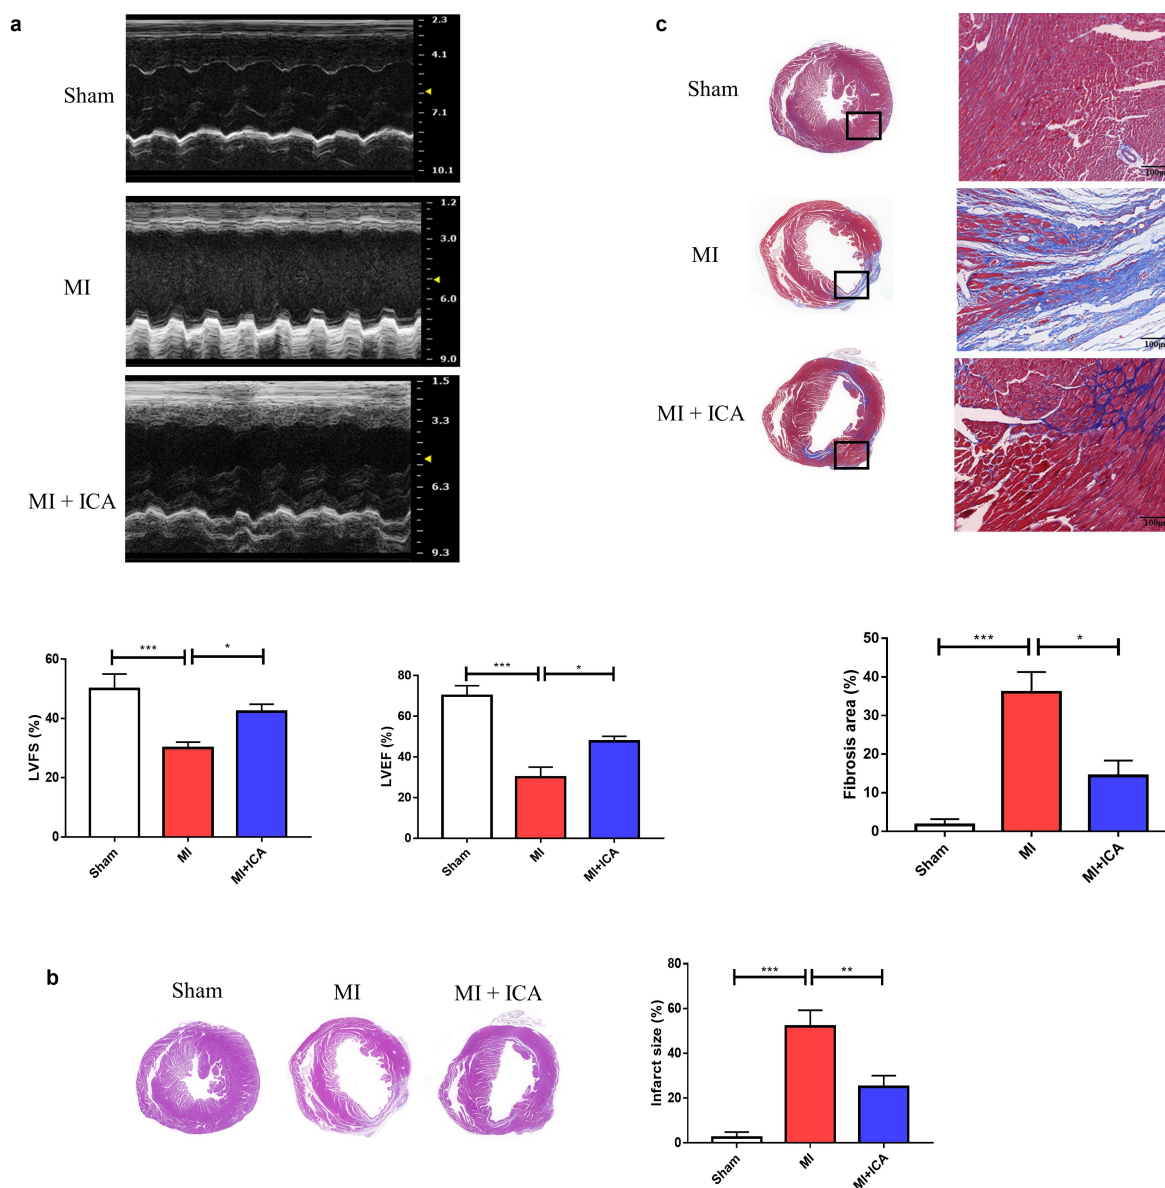 a
Sham
2.3
4.1
7.1
10.1
MI
1.2
3.0
6.0
9.0
MI + ICA
1.5
3.3
6.3
9.3
LVFS (%)
60
40
20
0
***
*
Sham
MI
MI+ICA
LVEF (%)
80
60
40
20
0
***
*
Sham
MI
MI+ICA
c
Sham
100μ
MI
100μ
MI + ICA
100μ
Fibrosis area (%)
50
40
30
20
10
0
***
*
Sham
MI
MI+ICA
b
Sham
MI
MI + ICA
Infarct size (%)
80
60
40
20
0
***
**
Sham
MI
MI+ICA